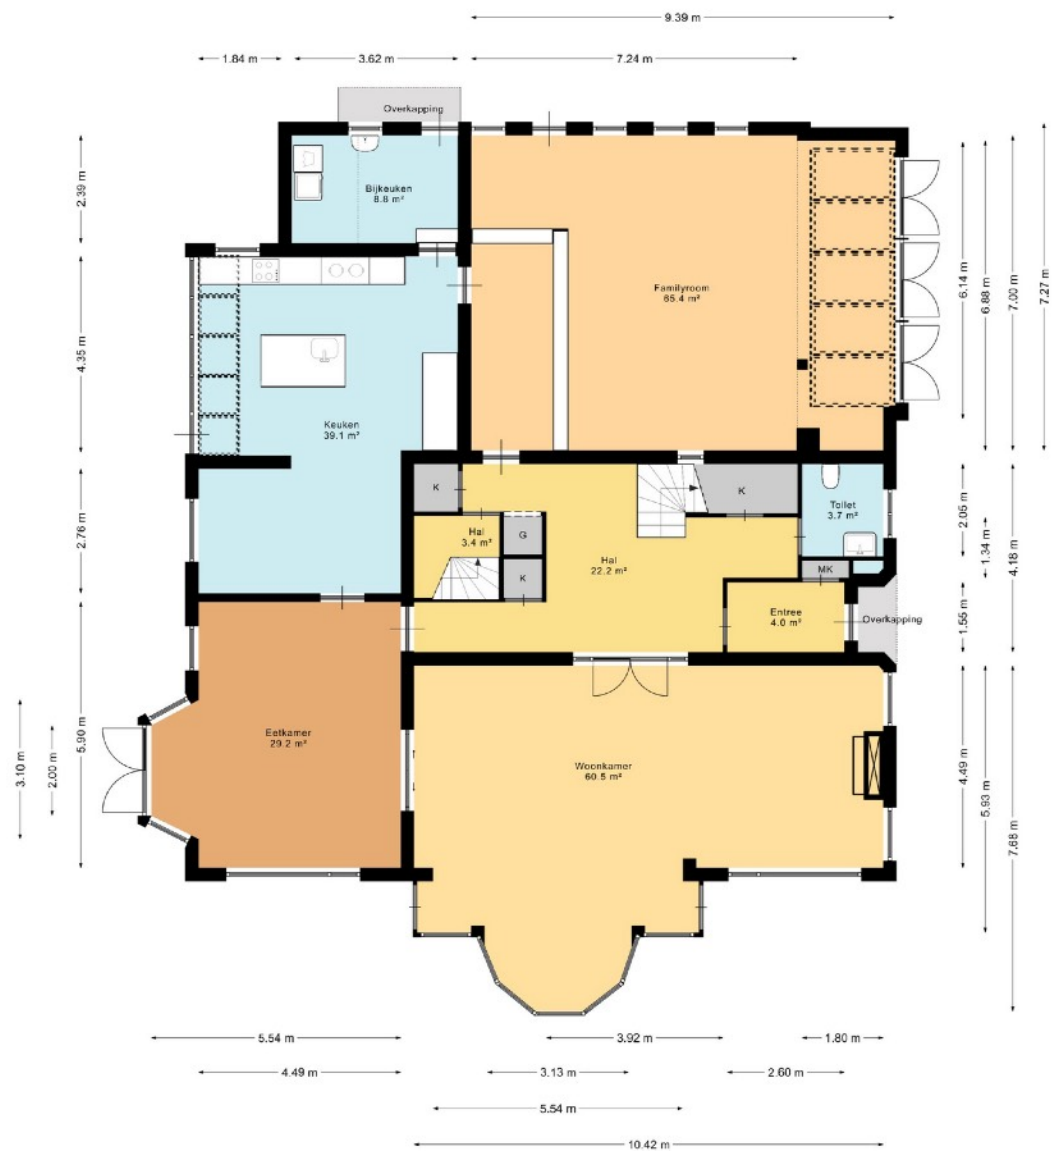 9.39 m
1.84 m
3.62 m
7.24 m
Overkapping
2.39 m
Bijkeuken
8.8 m²
Familyroom
65.4 m²
6.14 m
6.88 m
7.00 m
7.27 m
4.35 m
Keuken
39.1 m²
K
K
Toilet
3.7 m²
2.05 m
1.34 m
4.18 m
2.76 m
Hal
3.4 m²
G
K
Hal
22.2 m²
MK
Entree
4.0 m²
Overkapping
1.55 m
5.90 m
3.10 m
2.00 m
Eetkamer
29.2 m²
Woonkamer
60.5 m²
4.49 m
5.93 m
7.68 m
5.54 m
3.92 m
1.80 m
4.49 m
3.13 m
2.60 m
5.54 m
10.42 m